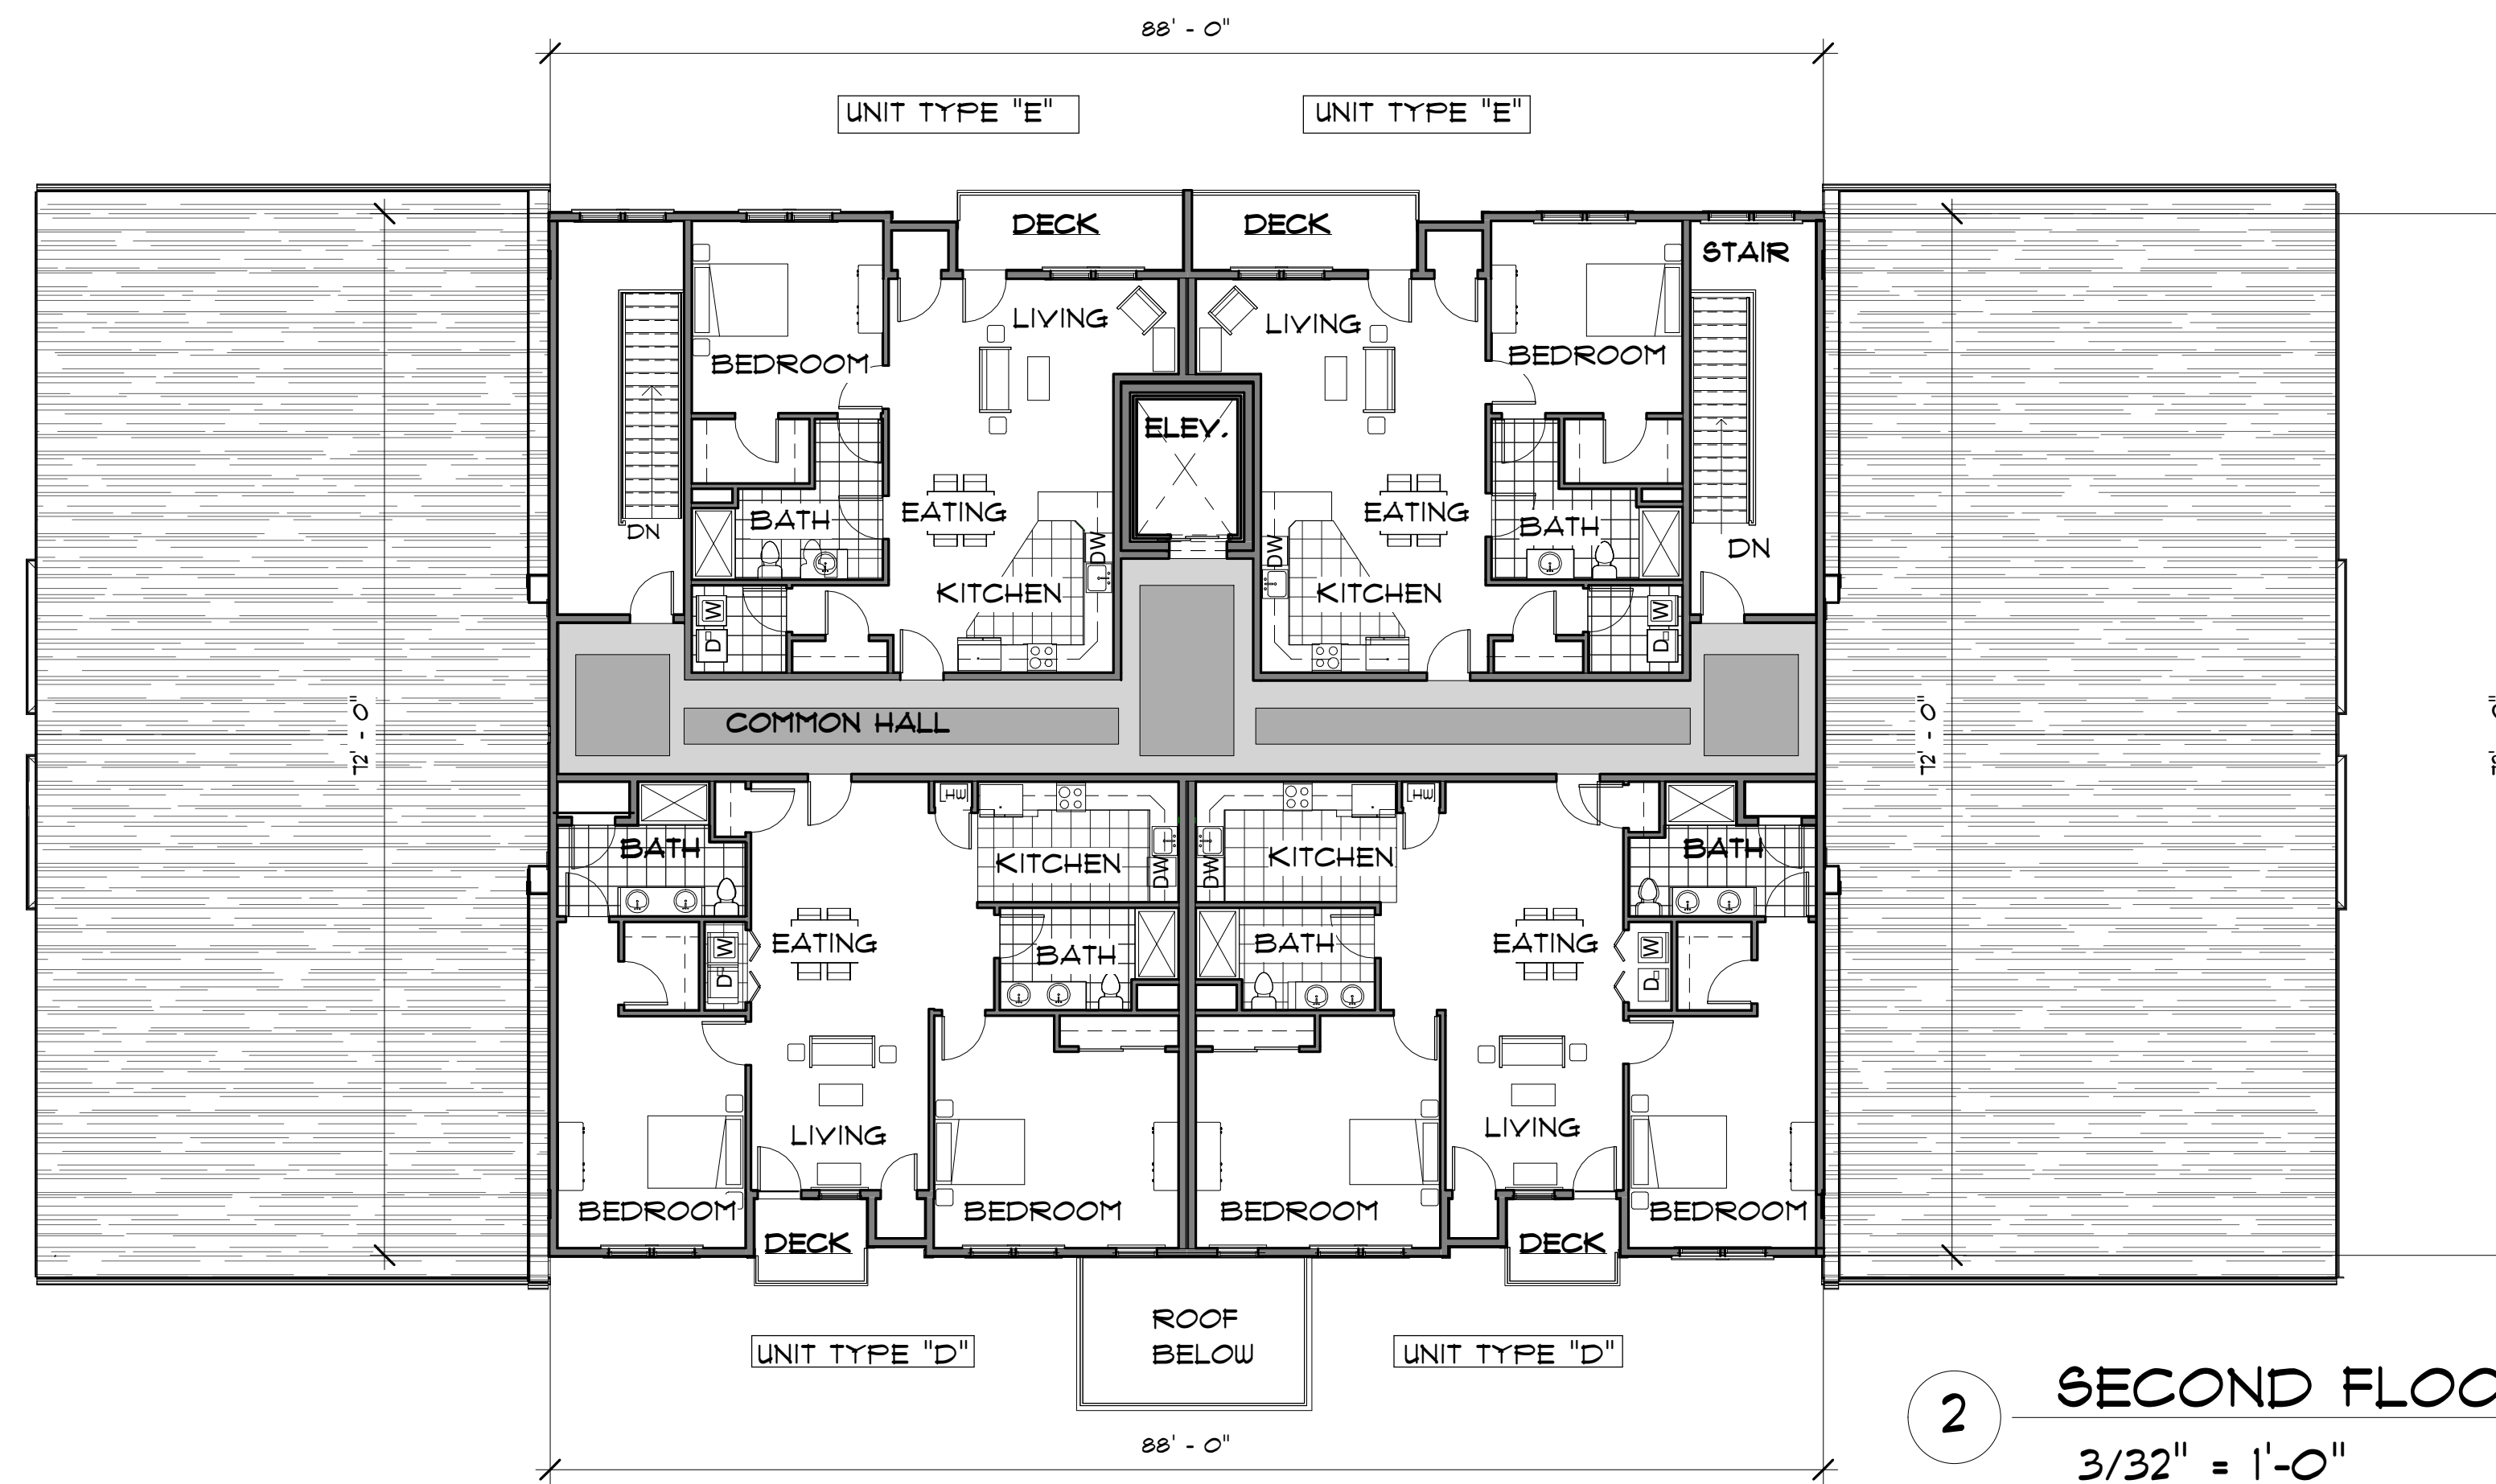 88' - 0"
UNIT TYPE "E"
UNIT TYPE "E"
DECK
DECK
STAIR
LIVING
LIVING
BEDROOM
BEDROOM
ELEV.
EATING
EATING
BATH
BATH
DN
DN
DW
DW
KITCHEN
KITCHEN
W
D
W
D
COMMON HALL
72' - 0"
72' - 0"
HW
HW
BATH
KITCHEN
KITCHEN
BATH
DW
DW
EATING
BATH
BATH
EATING
W
D
W
D
LIVING
LIVING
BEDROOM
BEDROOM
BEDROOM
BEDROOM
DECK
DECK
ROOF
BELOW
UNIT TYPE "D"
UNIT TYPE "D"
88' - 0"
2
SECOND FLOO
3/32" = 1'-0"